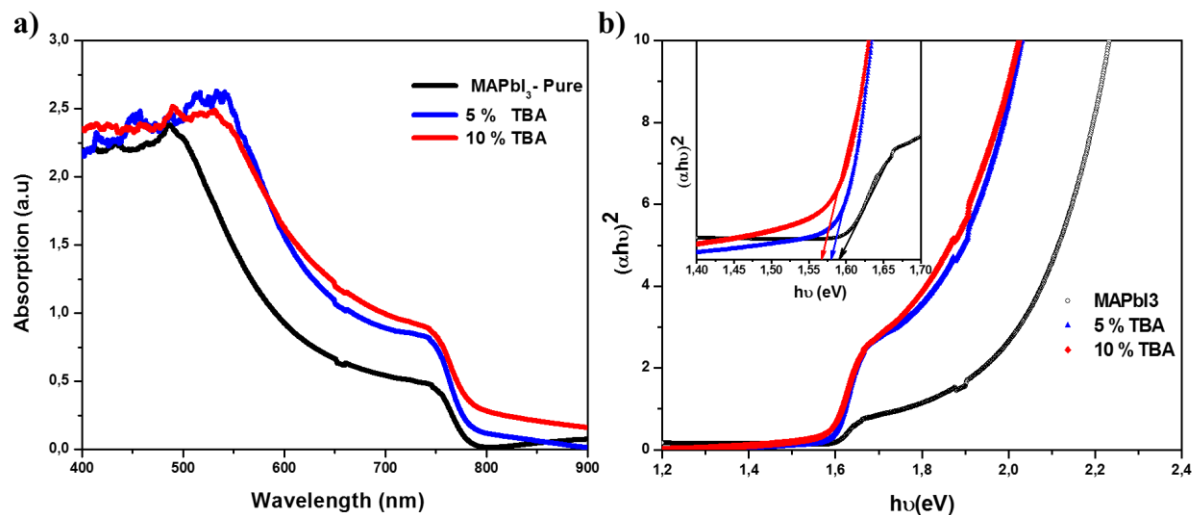 a)
3,0
2,5
2,0
1,5
1,0
0,5
0,0
Absorption (a.u)
400 500 600 700 800 900
Wavelength (nm)
MAPbI3- Pure
5 % TBA
10 % TBA
b)
10
8
6
4
2
0
(αhυ)2
1,2 1,4 1,6 1,8 2,0 2,2 2,4
hυ(eV)
(αhυ)2
1,40 1,45 1,50 1,55 1,60 1,65 1,70
hυ (eV)
MAPbI3
5 % TBA
10 % TBA